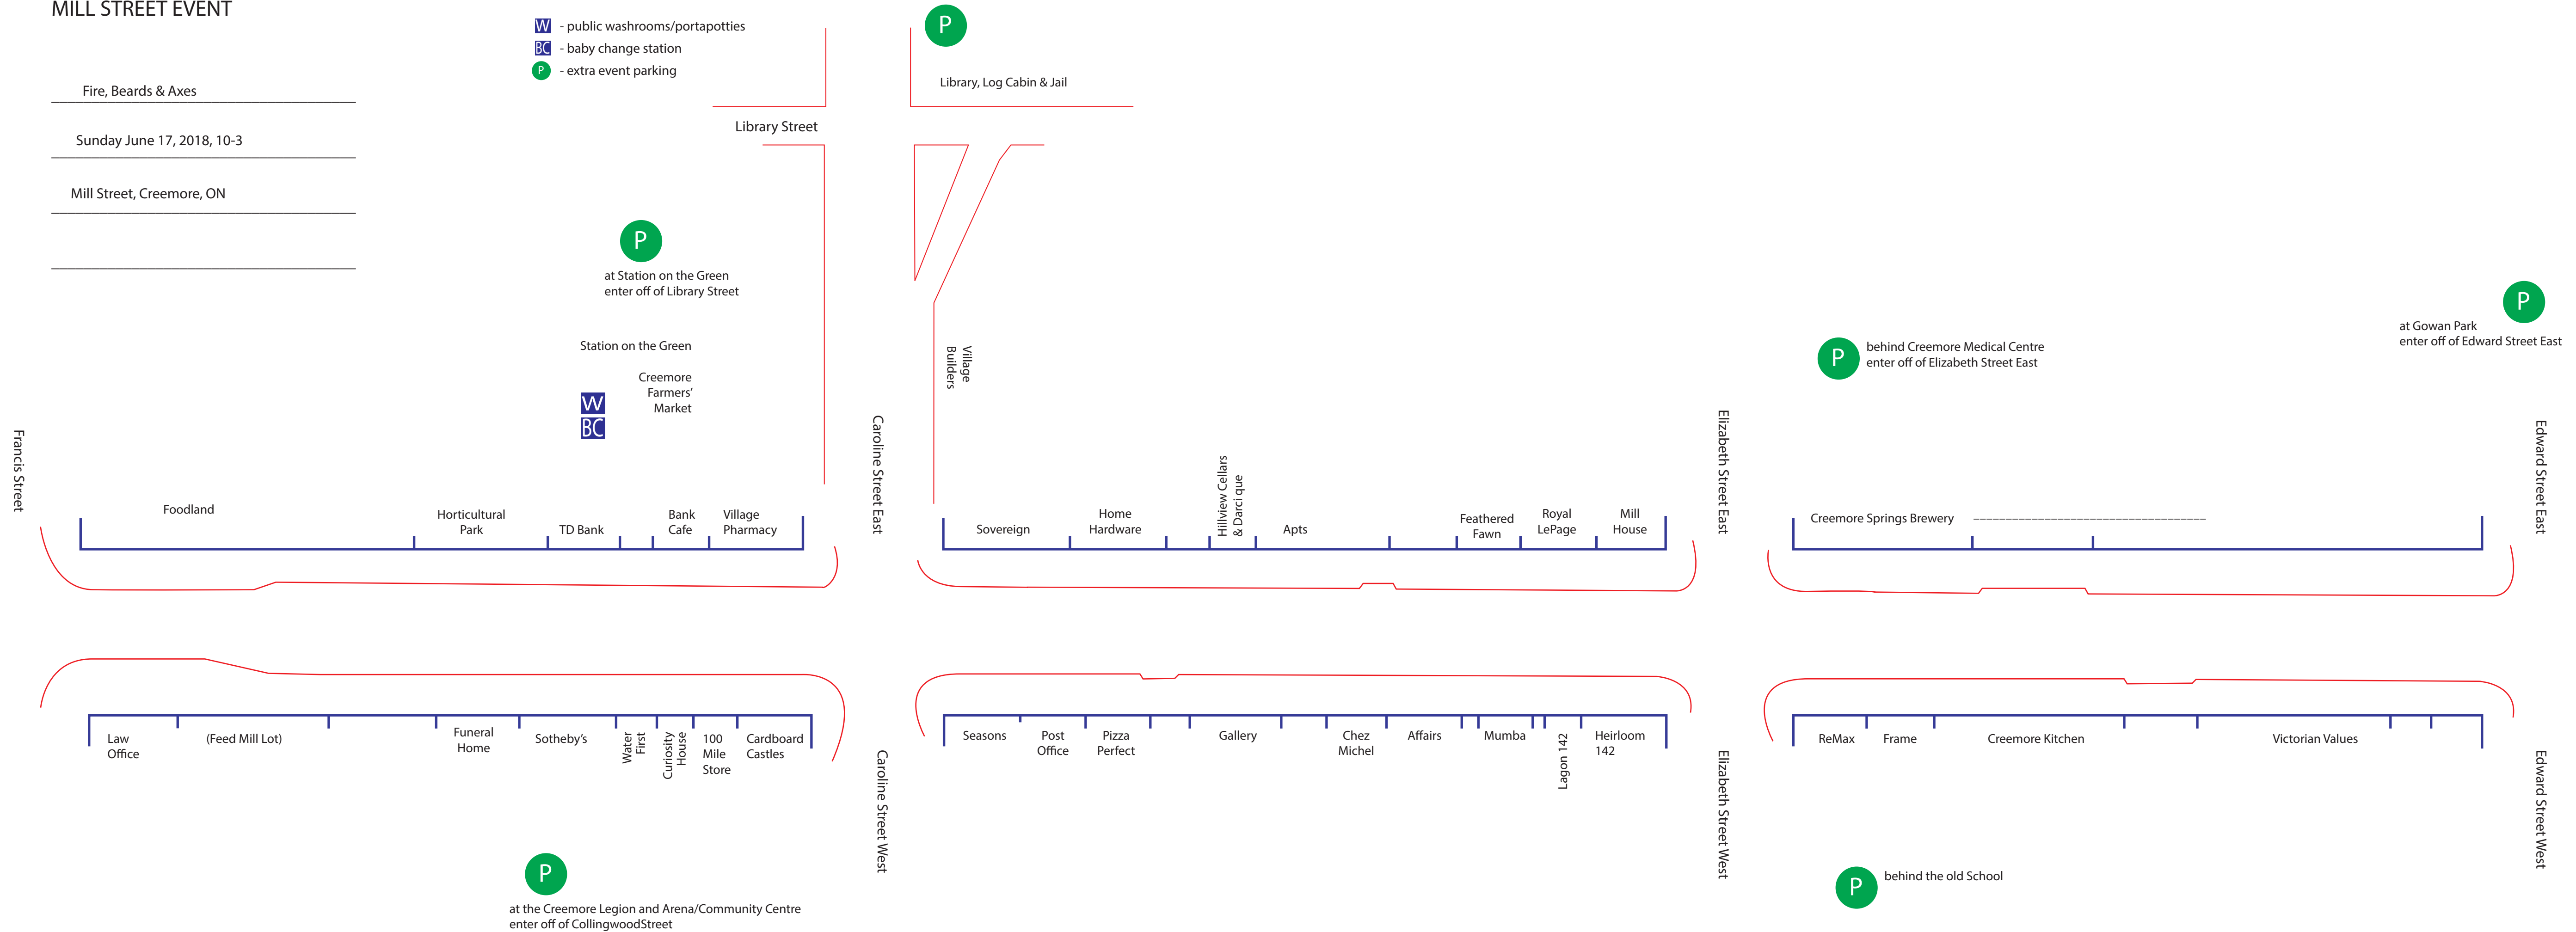 MILL STREET EVENT
Fire, Beards & Axes
Sunday June 17, 2018, 10-3
Mill Street, Creemore, ON
W - public washrooms/portapotties
BC - baby change station
P - extra event parking
P
Library, Log Cabin & Jail
Library Street
P
at Station on the Green
enter off of Library Street
Station on the Green
Creemore
Farmers'
Market
W
BC
Village
Builders
P
behind Creemore Medical Centre
enter off of Elizabeth Street East
P
at Gowan Park
enter off of Edward Street East
Francis Street
Caroline Street East
Elizabeth Street East
Edward Street East
Foodland
Horticultural
Park
TD Bank
Bank
Cafe
Village
Pharmacy
Sovereign
Home
Hardware
Hillview Cellars
& Darci que
Apts
Feathered
Fawn
Royal
LePage
Mill
House
Creemore Springs Brewery ------------------------------------
Law
Office
(Feed Mill Lot)
Funeral
Home
Sotheby's
Water
First
Curiosity
House
100
Mile
Store
Cardboard
Castles
Seasons
Post
Office
Pizza
Perfect
Gallery
Chez
Michel
Affairs
Mumba
Lagon 142
Heirloom
142
ReMax
Frame
Creemore Kitchen
Victorian Values
Caroline Street West
Elizabeth Street West
Edward Street West
P
at the Creemore Legion and Arena/Community Centre
enter off of CollingwoodStreet
P
behind the old School